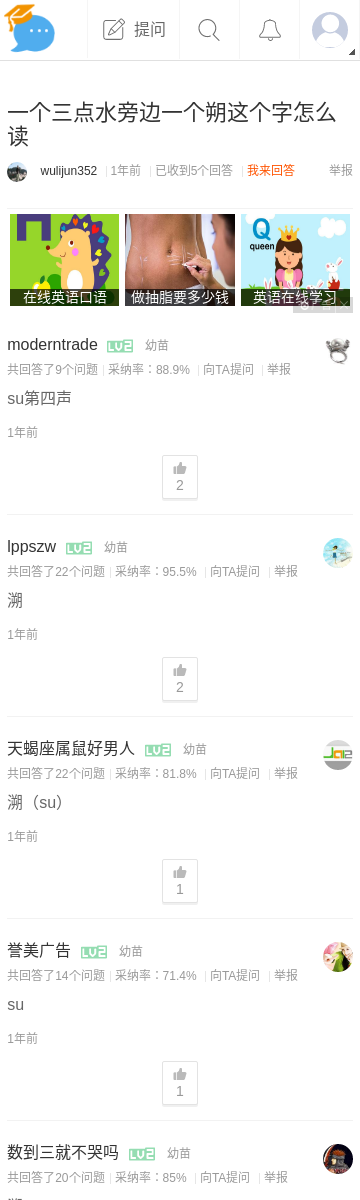 提问
一个三点水旁边一个朔这个字怎么
读
wulijun352 1年前 已收到5个回答 我来回答 举报
Q
queen
在线英语口语 做抽脂要多少钱 英语在线学习
moderntrade LV2 幼苗
共回答了9个问题 采纳率：88.9% 向TA提问 举报
su第四声
1年前
2
lppszw LV2 幼苗
共回答了22个问题 采纳率：95.5% 向TA提问 举报
溯
1年前
2
天蝎座属鼠好男人 LV2 幼苗
共回答了22个问题 采纳率：81.8% 向TA提问 举报
溯（su）
1年前
1
誉美广告 LV2 幼苗
共回答了14个问题 采纳率：71.4% 向TA提问 举报
su
1年前
1
数到三就不哭吗 LV2 幼苗
共回答了20个问题 采纳率：85% 向TA提问 举报